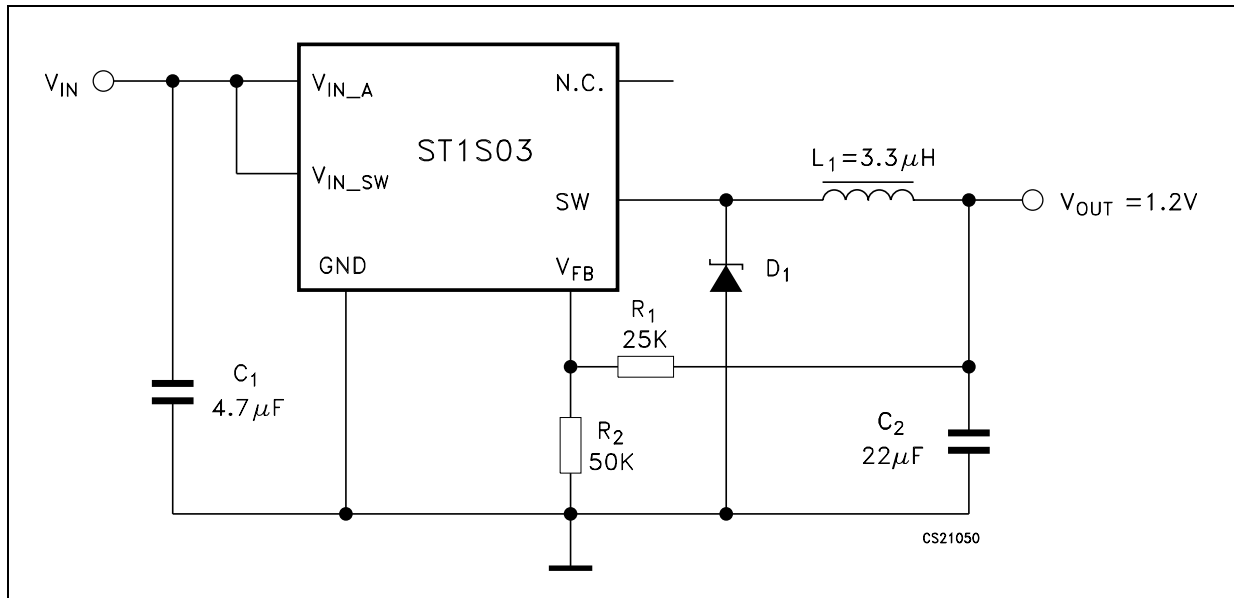 V_IN
V_IN_A
N.C.
ST1S03
V_IN_SW
L_1=3.3μH
SW
V_OUT =1.2V
GND
V_FB
D_1
R_1
25K
C_1
4.7μF
R_2
50K
C_2
22μF
CS21050